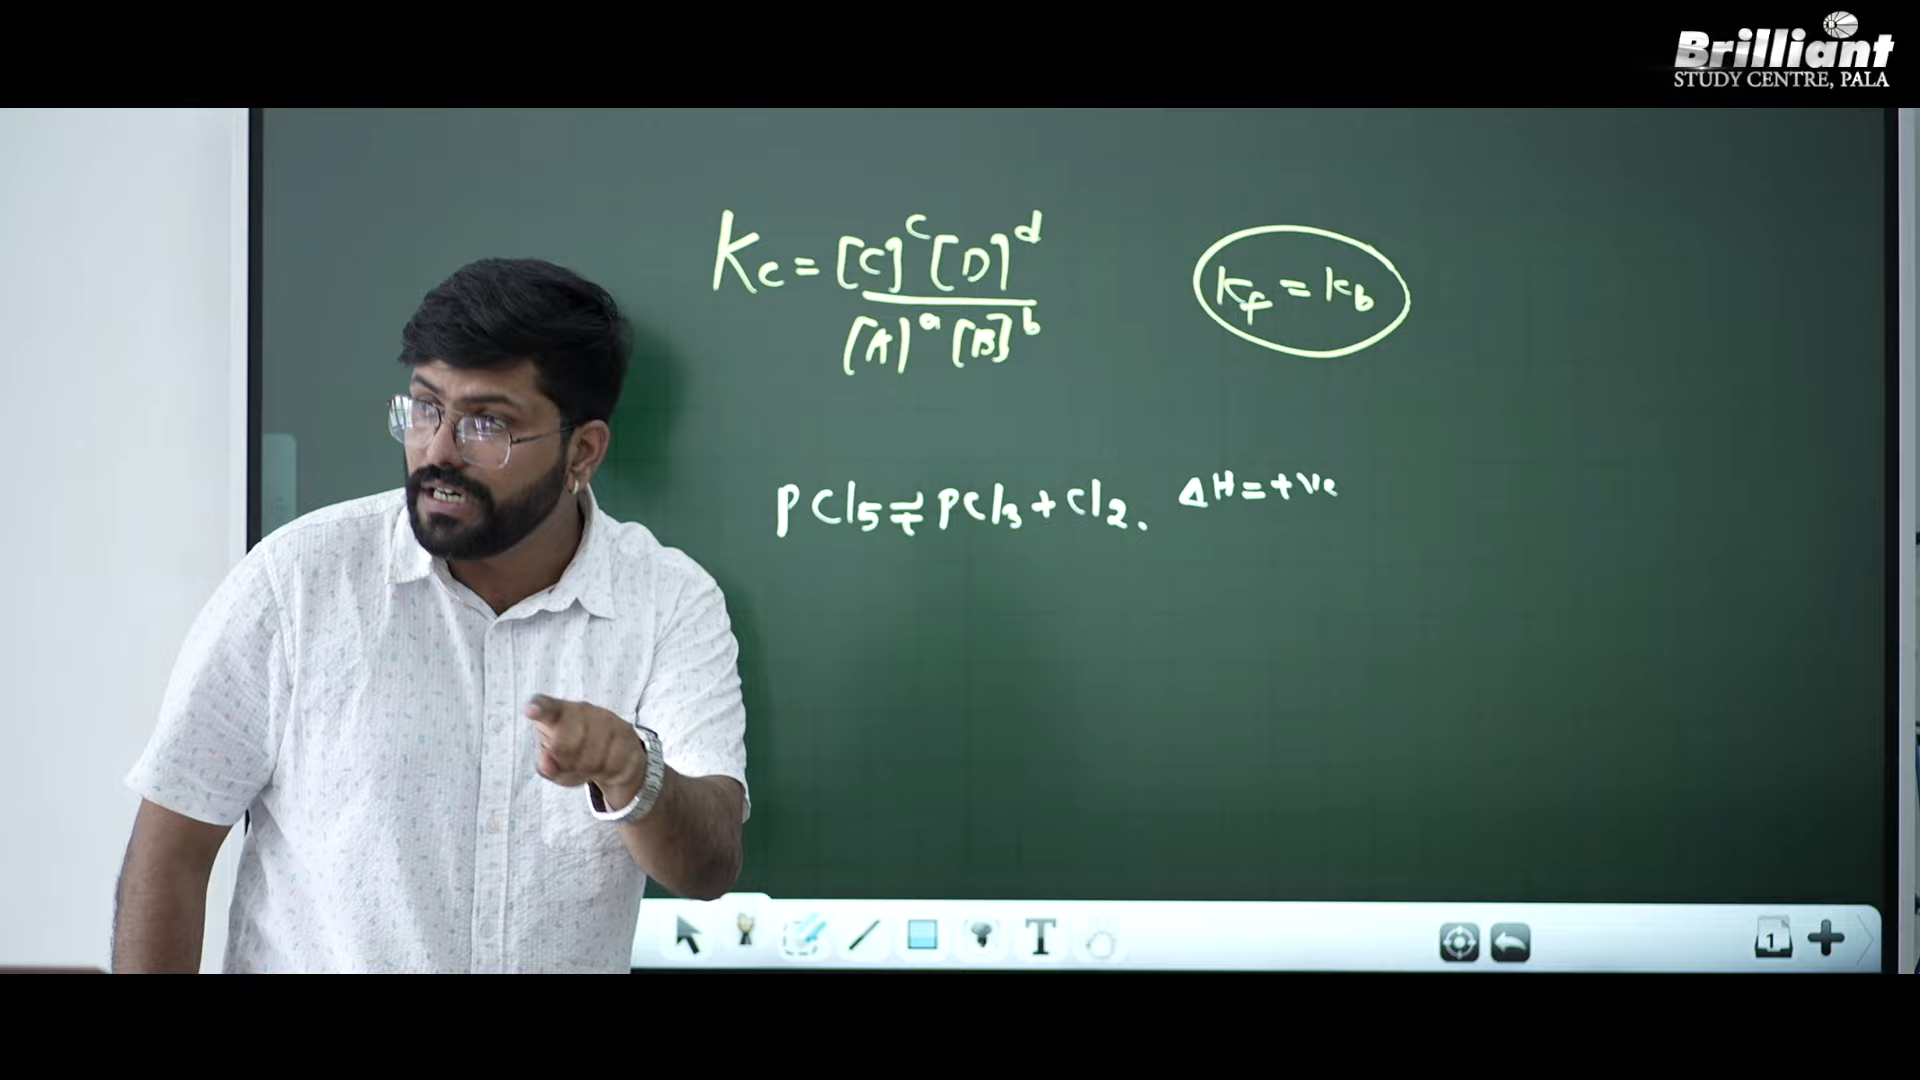 Brilliant
STUDY CENTRE, PALA
Kc = [C]^c [D]^d
[A]^a [B]^b
Kf = Kb
PCl5 ⇌ PCl3 + Cl2. ΔH = +ve
T
1